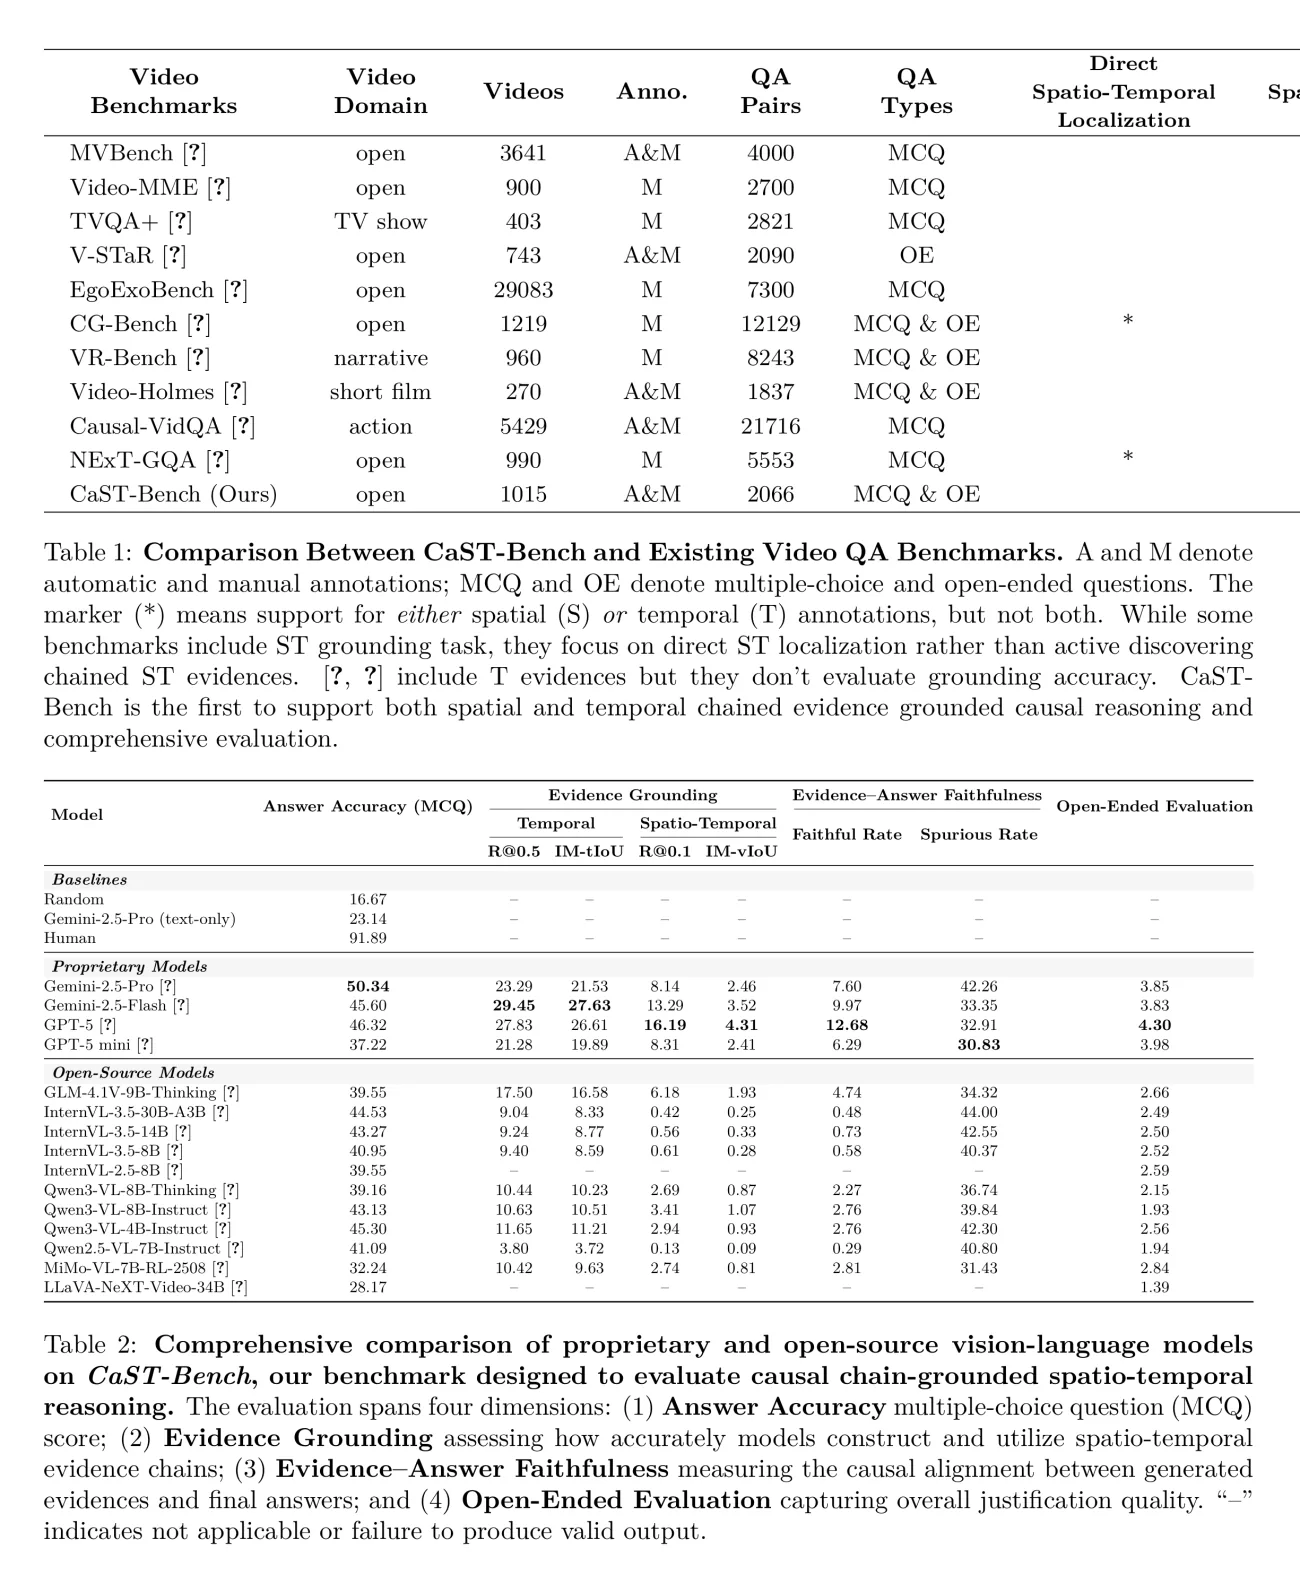 Video Benchmarks Video Domain Videos Anno. QA Pairs QA Types Direct Spatio-Temporal Localization Spa
MVBench [?] open 3641 A&M 4000 MCQ
Video-MME [?] open 900 M 2700 MCQ
TVQA+ [?] TV show 403 M 2821 MCQ
V-STaR [?] open 743 A&M 2090 OE
EgoExoBench [?] open 29083 M 7300 MCQ
CG-Bench [?] open 1219 M 12129 MCQ & OE *
VR-Bench [?] narrative 960 M 8243 MCQ & OE
Video-Holmes [?] short film 270 A&M 1837 MCQ & OE
Causal-VidQA [?] action 5429 A&M 21716 MCQ
NExT-GQA [?] open 990 M 5553 MCQ *
CaST-Bench (Ours) open 1015 A&M 2066 MCQ & OE
Table 1: Comparison Between CaST-Bench and Existing Video QA Benchmarks. A and M denote
automatic and manual annotations; MCQ and OE denote multiple-choice and open-ended questions. The
marker (*) means support for either spatial (S) or temporal (T) annotations, but not both. While some
benchmarks include ST grounding task, they focus on direct ST localization rather than active discovering
chained ST evidences. [?, ?] include T evidences but they don't evaluate grounding accuracy. CaST-
Bench is the first to support both spatial and temporal chained evidence grounded causal reasoning and
comprehensive evaluation.
Model Answer Accuracy (MCQ) Evidence Grounding Evidence–Answer Faithfulness Open-Ended Evaluation
Temporal Spatio-Temporal Faithful Rate Spurious Rate
R@0.5 IM-tIoU R@0.1 IM-vIoU
Baselines
Random 16.67 – – – – – – –
Gemini-2.5-Pro (text-only) 23.14 – – – – – – –
Human 91.89 – – – – – – –
Proprietary Models
Gemini-2.5-Pro [?] 50.34 23.29 21.53 8.14 2.46 7.60 42.26 3.85
Gemini-2.5-Flash [?] 45.60 29.45 27.63 13.29 3.52 9.97 33.35 3.83
GPT-5 [?] 46.32 27.83 26.61 16.19 4.31 12.68 32.91 4.30
GPT-5 mini [?] 37.22 21.28 19.89 8.31 2.41 6.29 30.83 3.98
Open-Source Models
GLM-4.1V-9B-Thinking [?] 39.55 17.50 16.58 6.18 1.93 4.74 34.32 2.66
InternVL-3.5-30B-A3B [?] 44.53 9.04 8.33 0.42 0.25 0.48 44.00 2.49
InternVL-3.5-14B [?] 43.27 9.24 8.77 0.56 0.33 0.73 42.55 2.50
InternVL-3.5-8B [?] 40.95 9.40 8.59 0.61 0.28 0.58 40.37 2.52
InternVL-2.5-8B [?] 39.55 – – – – – – 2.59
Qwen3-VL-8B-Thinking [?] 39.16 10.44 10.23 2.69 0.87 2.27 36.74 2.15
Qwen3-VL-8B-Instruct [?] 43.13 10.63 10.51 3.41 1.07 2.76 39.84 1.93
Qwen3-VL-4B-Instruct [?] 45.30 11.65 11.21 2.94 0.93 2.76 42.30 2.56
Qwen2.5-VL-7B-Instruct [?] 41.09 3.80 3.72 0.13 0.09 0.29 40.80 1.94
MiMo-VL-7B-RL-2508 [?] 32.24 10.42 9.63 2.74 0.81 2.81 31.43 2.84
LLaVA-NeXT-Video-34B [?] 28.17 – – – – – – 1.39
Table 2: Comprehensive comparison of proprietary and open-source vision-language models
on CaST-Bench, our benchmark designed to evaluate causal chain-grounded spatio-temporal
reasoning. The evaluation spans four dimensions: (1) Answer Accuracy multiple-choice question (MCQ)
score; (2) Evidence Grounding assessing how accurately models construct and utilize spatio-temporal
evidence chains; (3) Evidence–Answer Faithfulness measuring the causal alignment between generated
evidences and final answers; and (4) Open-Ended Evaluation capturing overall justification quality. “–”
indicates not applicable or failure to produce valid output.